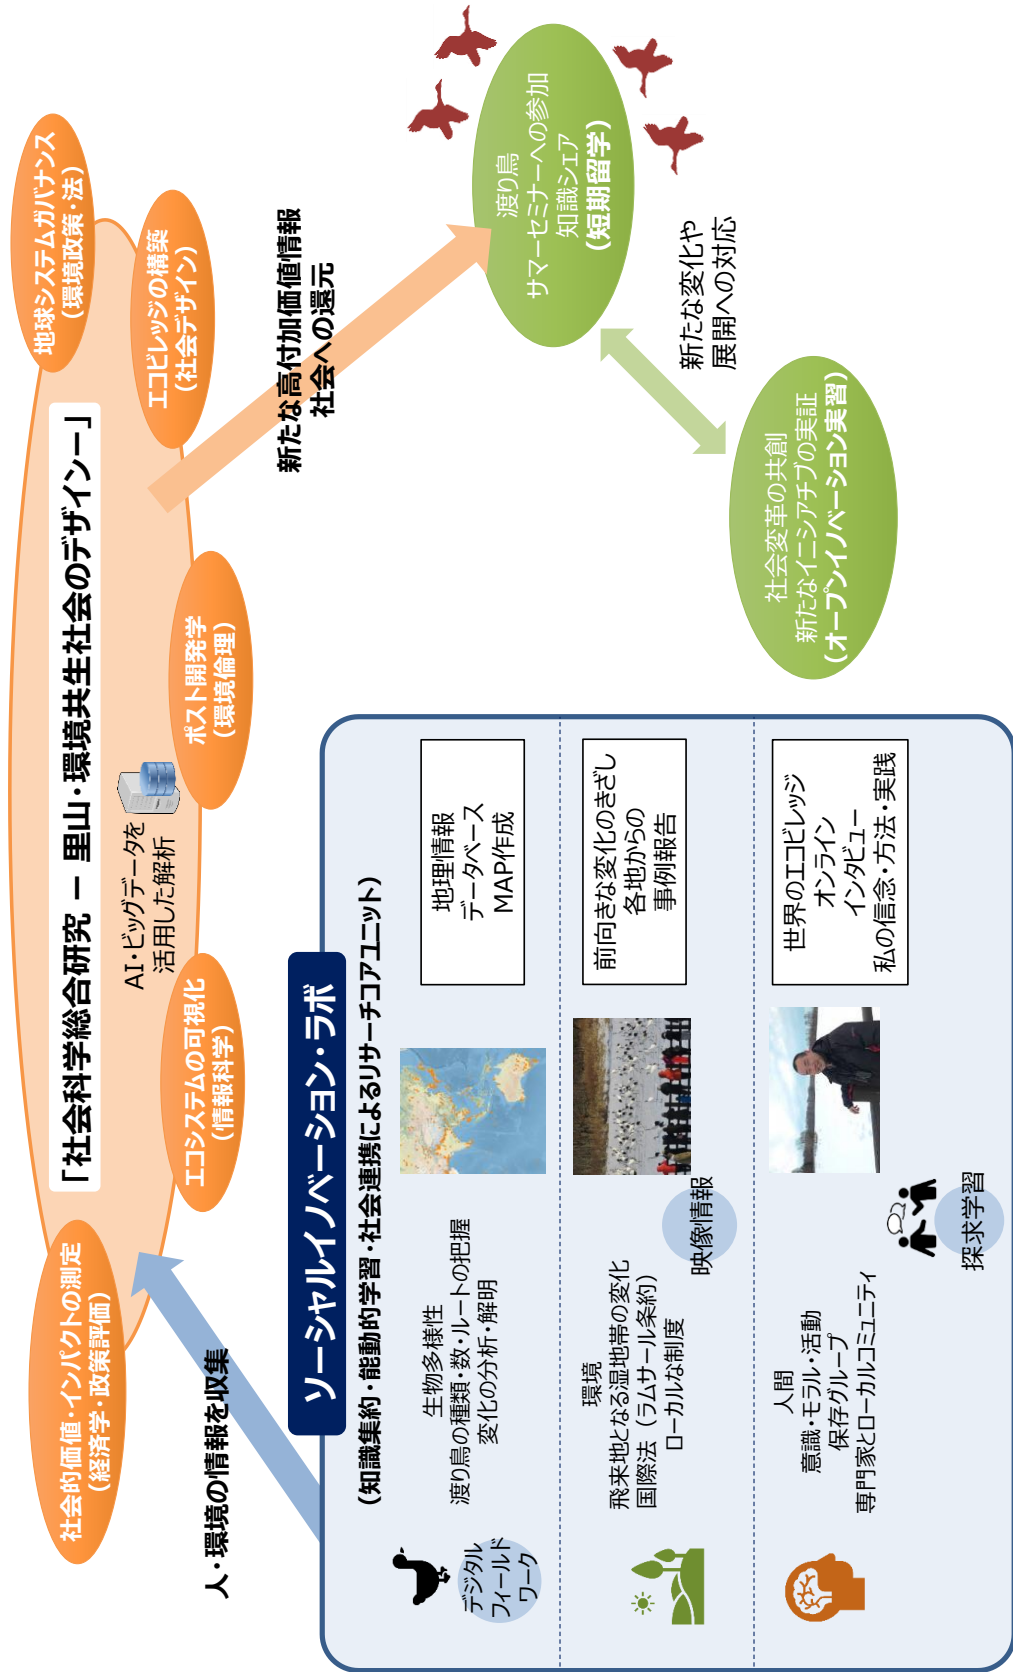 「社会科学総合研究 ー 里山・環境共生社会のデザインー」
社会的価値・インパクトの測定
(経済学・政策評価)
エコシステムの可視化
(情報科学)
AI・ビッグデータを
活用した解析
ポスト開発学
(環境倫理)
エコビレッジの構築
(社会デザイン)
地球システムガバナンス
(環境政策・法)
人・環境の情報を収集
新たな高付加価値情報
社会への還元
ソーシャルイノベーション・ラボ
(知識集約・能動的学習・社会連携によるリサーチコアユニット)
デジタル
フィールド
ワーク
生物多様性
渡り鳥の種類・数・ルートの把握
変化の分析・解明
地理情報
データベース
MAP作成
環境
飛来地となる湿地帯の変化
国際法(ラムサール条約)
ローカルな制度
映像情報
前向きな変化のきざし
各地からの
事例報告
人間
意識・モラル・活動
保存グループ
専門家とローカルコミュニティ
探求学習
世界のエコビレッジ
オンライン
インタビュー
私の信念・方法・実践
渡り鳥
サマーセミナーへの参加
知識シェア
(短期留学)
新たな変化や
展開への対応
社会変革の共創
新たなイニシアチブの実証
(オープンイノベーション実習)